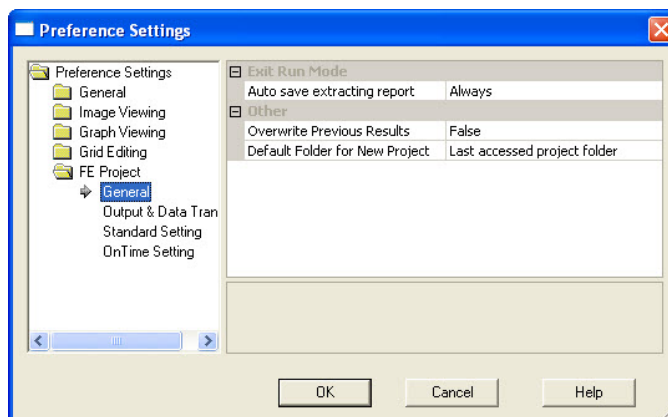 Preference Settings
Preference Settings
General
Image Viewing
Graph Viewing
Grid Editing
FE Project
General
Output & Data Tran
Standard Setting
OnTime Setting
Exit Run Mode
Auto save extracting report Always
Other
Overwrite Previous Results False
Default Folder for New Project Last accessed project folder
OK Cancel Help